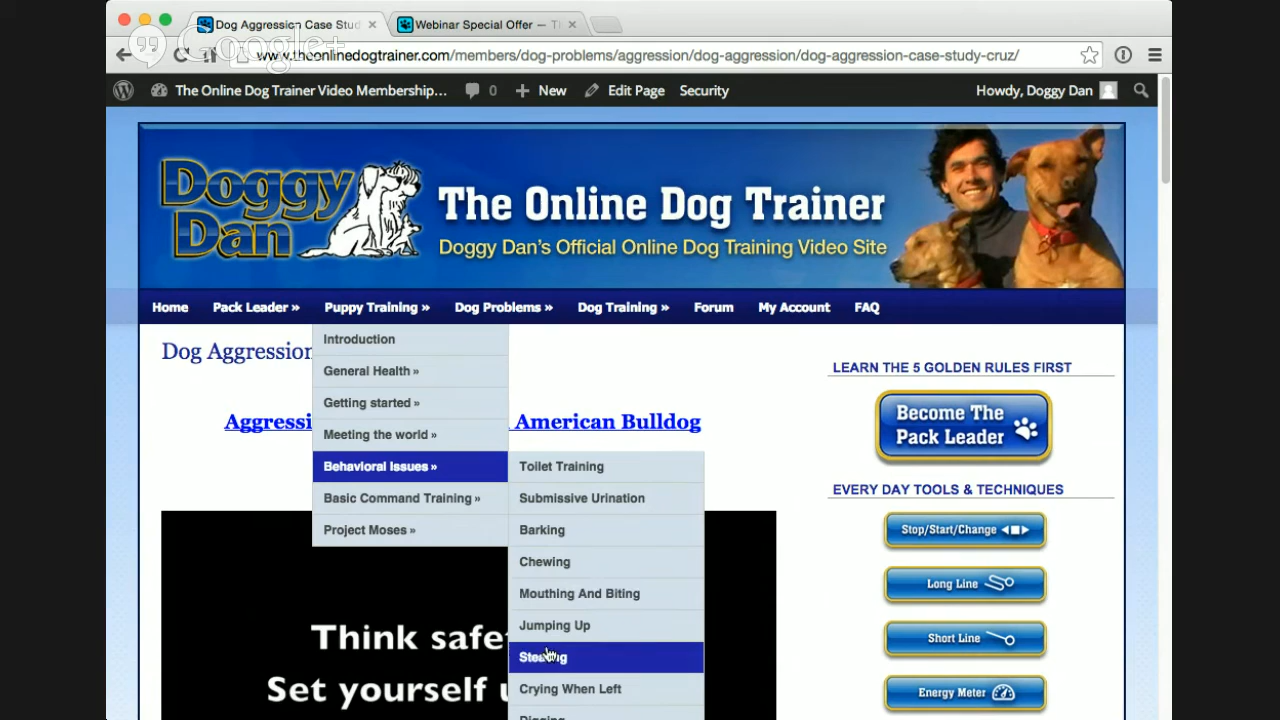 Dog Aggression Case Stud
Webinar Special Offer — T
Google+
www.theonlinedogtrainer.com/members/dog-problems/aggression/dog-aggression/dog-aggression-case-study-cruz/
The Online Dog Trainer Video Membership...
0
New
Edit Page
Security
Howdy, Doggy Dan
Doggy
Dan
The Online Dog Trainer
Doggy Dan's Official Online Dog Training Video Site
Home
Pack Leader »
Puppy Training »
Dog Problems »
Dog Training »
Forum
My Account
FAQ
Dog Aggression
Aggressi
American Bulldog
Introduction
General Health »
Getting started »
Meeting the world »
Behavioral Issues »
Basic Command Training »
Project Moses »
Toilet Training
Submissive Urination
Barking
Chewing
Mouthing And Biting
Jumping Up
Stealing
Crying When Left
Digging
Think safe
Set yourself u
LEARN THE 5 GOLDEN RULES FIRST
Become The
Pack Leader
EVERY DAY TOOLS & TECHNIQUES
Stop/Start/Change
Long Line
Short Line
Energy Meter